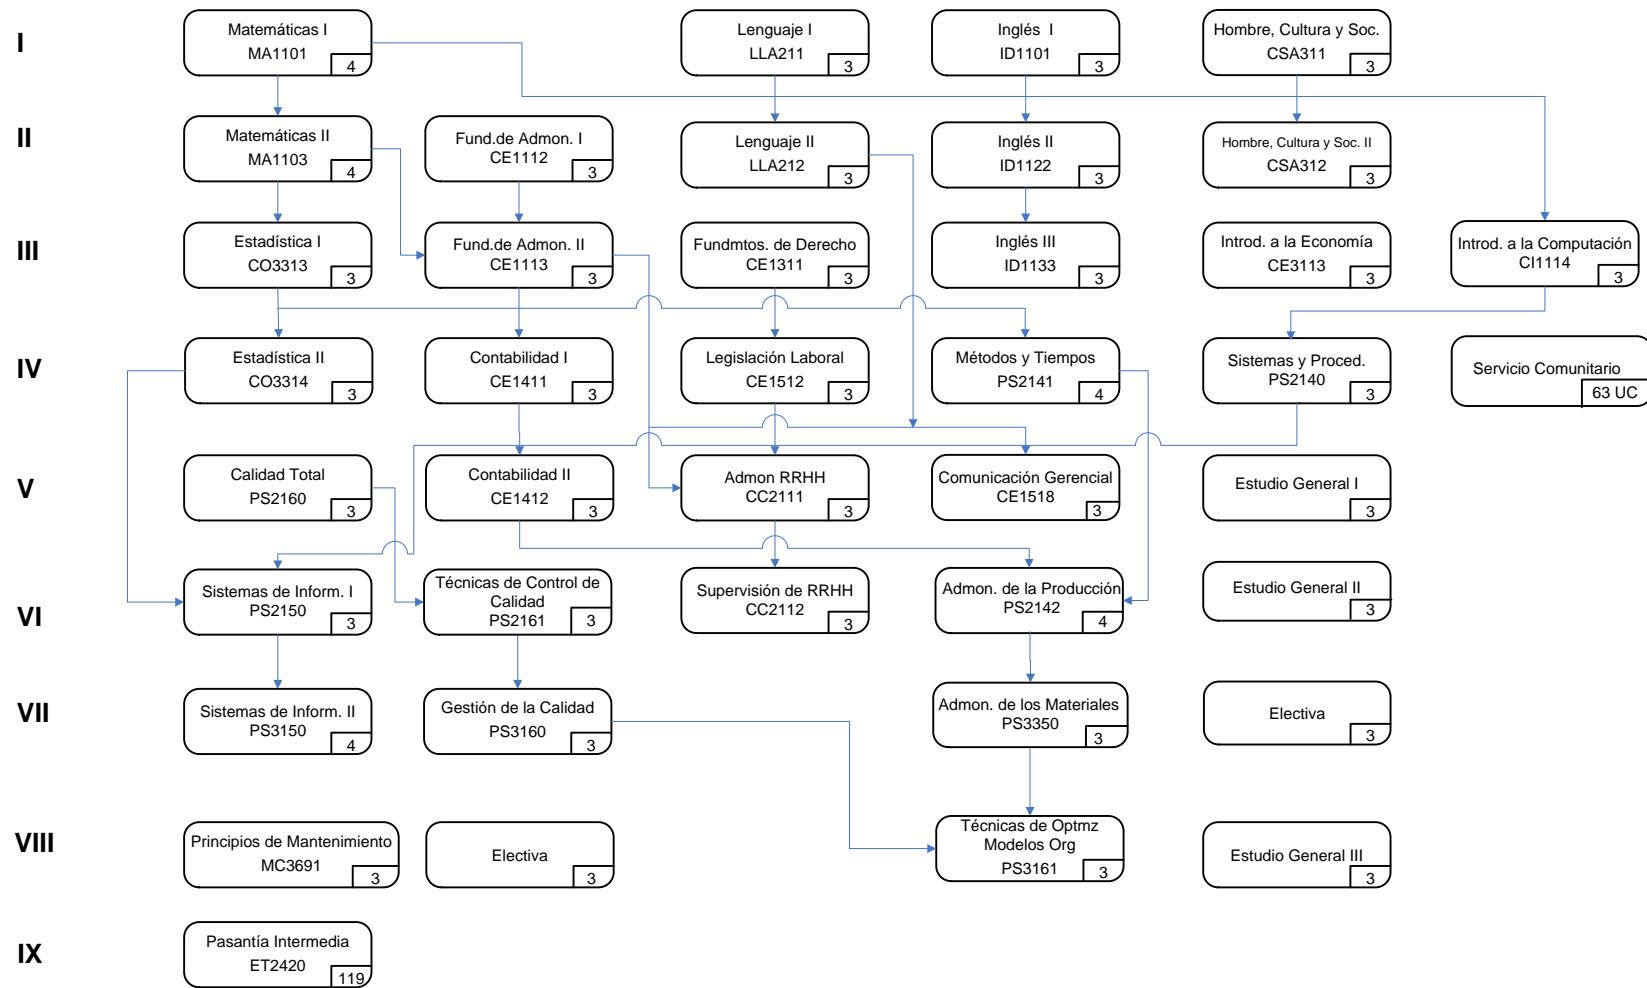 I
Matemáticas I
MA1101
4
Lenguaje I
LLA211
3
Inglés I
ID1101
3
Hombre, Cultura y Soc.
CSA311
3
II
Matemáticas II
MA1103
4
Fund.de Admon. I
CE1112
3
Lenguaje II
LLA212
3
Inglés II
ID1122
3
Hombre, Cultura y Soc. II
CSA312
3
III
Estadística I
CO3313
3
Fund.de Admon. II
CE1113
3
Fundmtos. de Derecho
CE1311
3
Inglés III
ID1133
3
Introd. a la Economía
CE3113
3
Introd. a la Computación
CI1114
3
IV
Estadística II
CO3314
3
Contabilidad I
CE1411
3
Legislación Laboral
CE1512
3
Métodos y Tiempos
PS2141
4
Sistemas y Proced.
PS2140
3
Servicio Comunitario
63 UC
V
Calidad Total
PS2160
3
Contabilidad II
CE1412
3
Admon RRHH
CC2111
3
Comunicación Gerencial
CE1518
3
Estudio General I
3
VI
Sistemas de Inform. I
PS2150
3
Técnicas de Control de
Calidad
PS2161
3
Supervisión de RRHH
CC2112
3
Admon. de la Producción
PS2142
4
Estudio General II
3
VII
Sistemas de Inform. II
PS3150
4
Gestión de la Calidad
PS3160
3
Admon. de los Materiales
PS3350
3
Electiva
3
VIII
Principios de Mantenimiento
MC3691
3
Electiva
3
Técnicas de Optmz
Modelos Org
PS3161
3
Estudio General III
3
IX
Pasantía Intermedia
ET2420
119